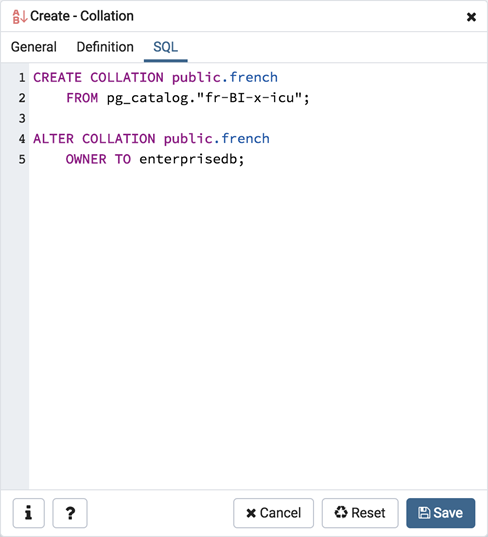 Create - Collation
General Definition SQL
1 CREATE COLLATION public.french
2 FROM pg_catalog."fr-BI-x-icu";
3
4 ALTER COLLATION public.french
5 OWNER TO enterprisedb;
i ? Cancel Reset Save